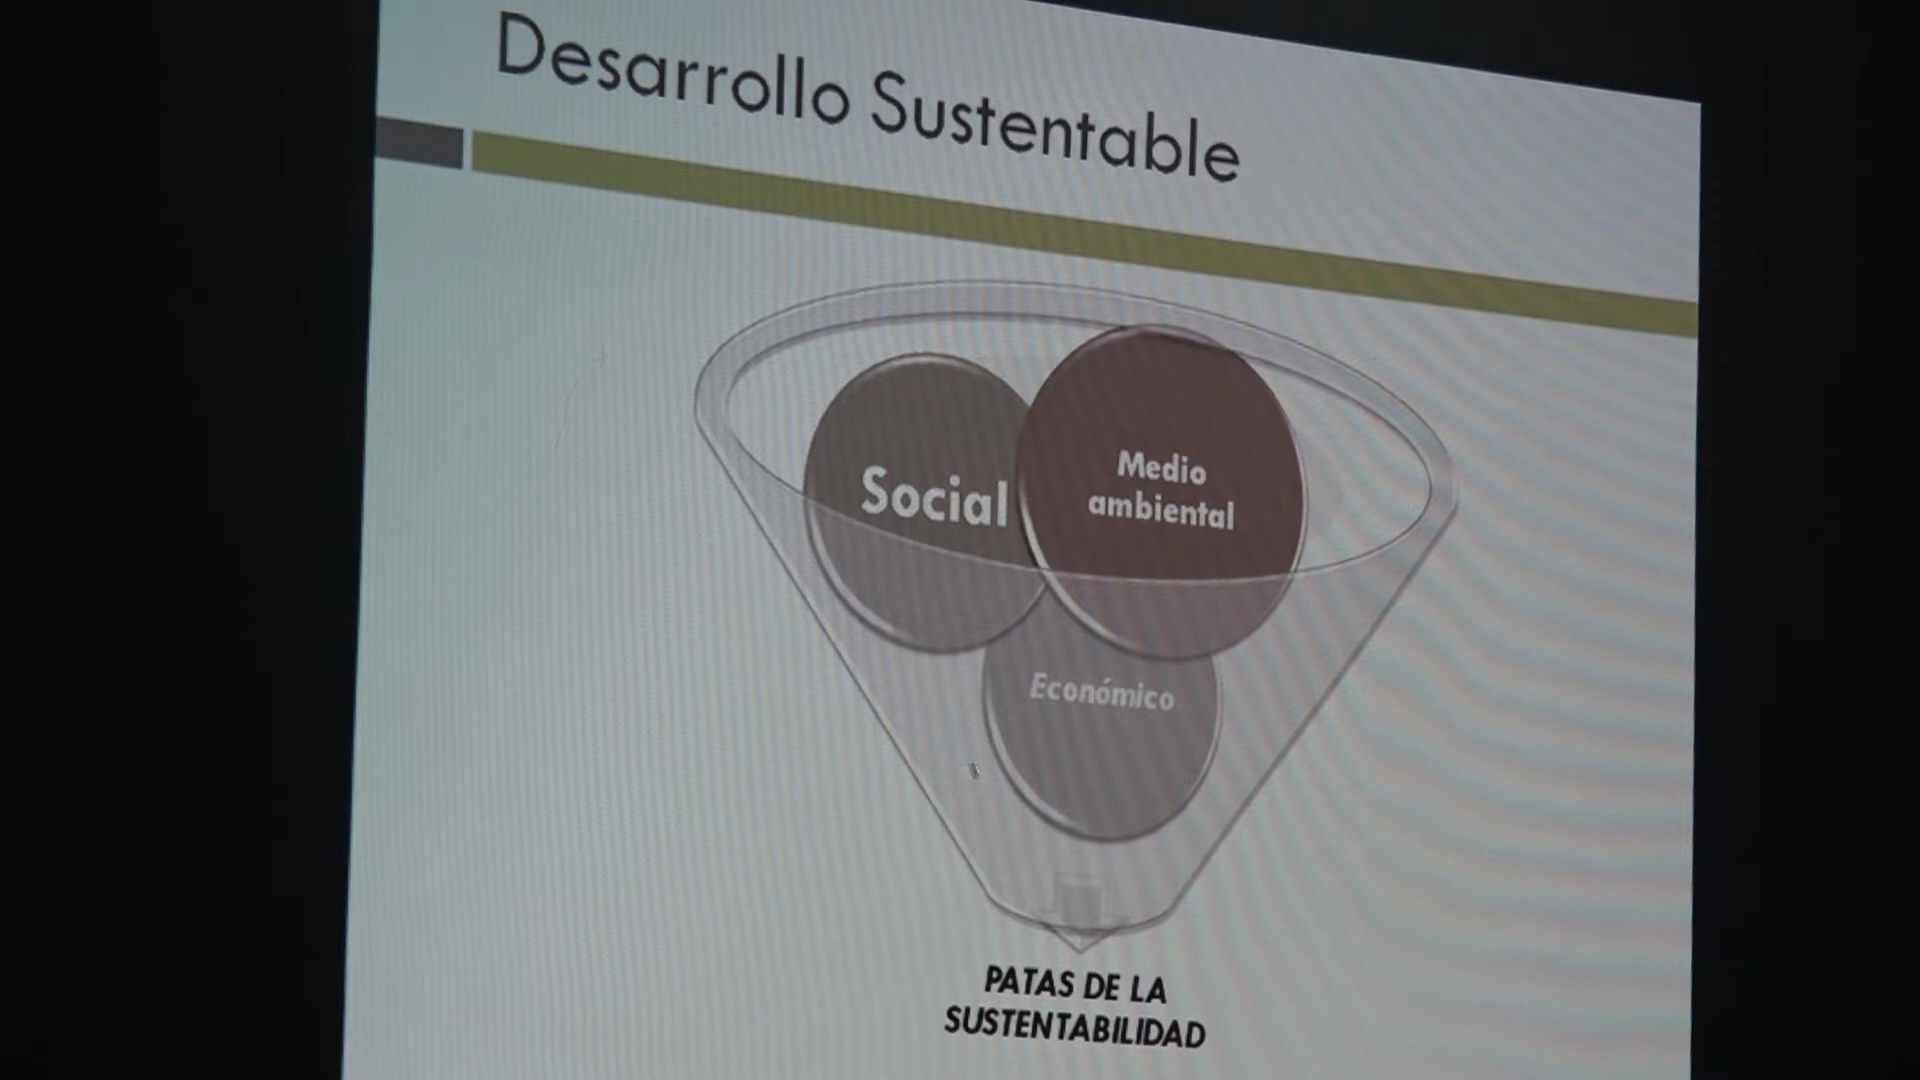 Desarrollo Sustentable
Social
Medio
ambiental
Económico
PATAS DE LA
SUSTENTABILIDAD